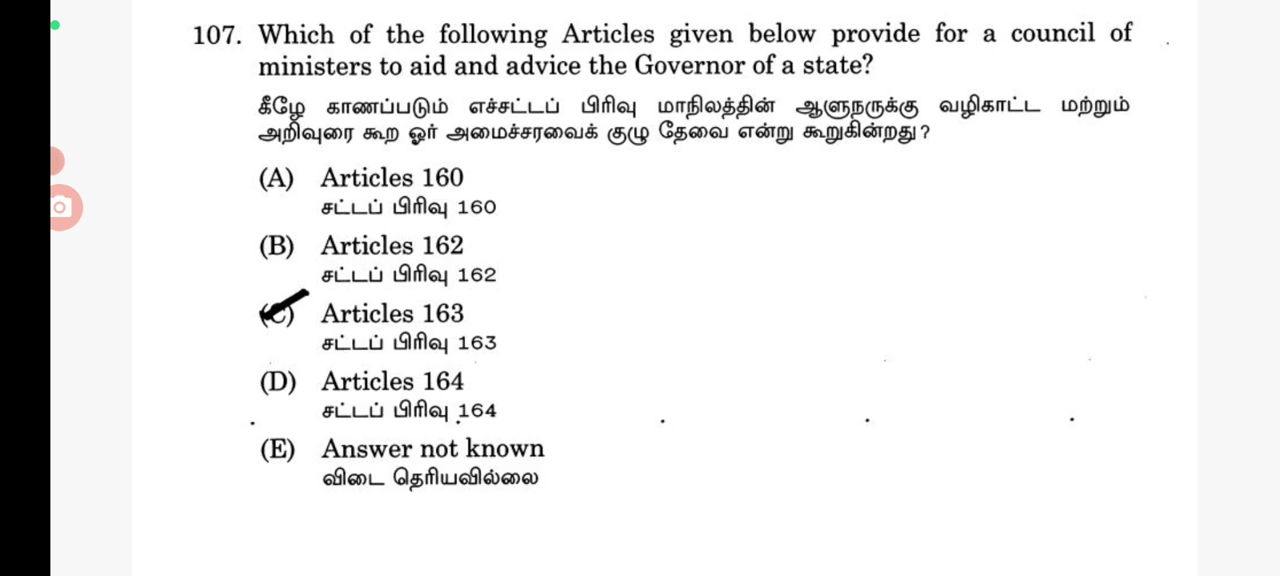 107. Which of the following Articles given below provide for a council of
ministers to aid and advice the Governor of a state?
கீழே காணப்படும் எச்சட்டப் பிரிவு மாநிலத்தின் ஆளுநருக்கு வழிகாட்ட மற்றும்
அறிவுரை கூற ஓர் அமைச்சரவைக் குழு தேவை என்று கூறுகின்றது?
(A) Articles 160
சட்டப் பிரிவு 160
(B) Articles 162
சட்டப் பிரிவு 162
(C) Articles 163
சட்டப் பிரிவு 163
(D) Articles 164
சட்டப் பிரிவு 164
(E) Answer not known
விடை தெரியவில்லை